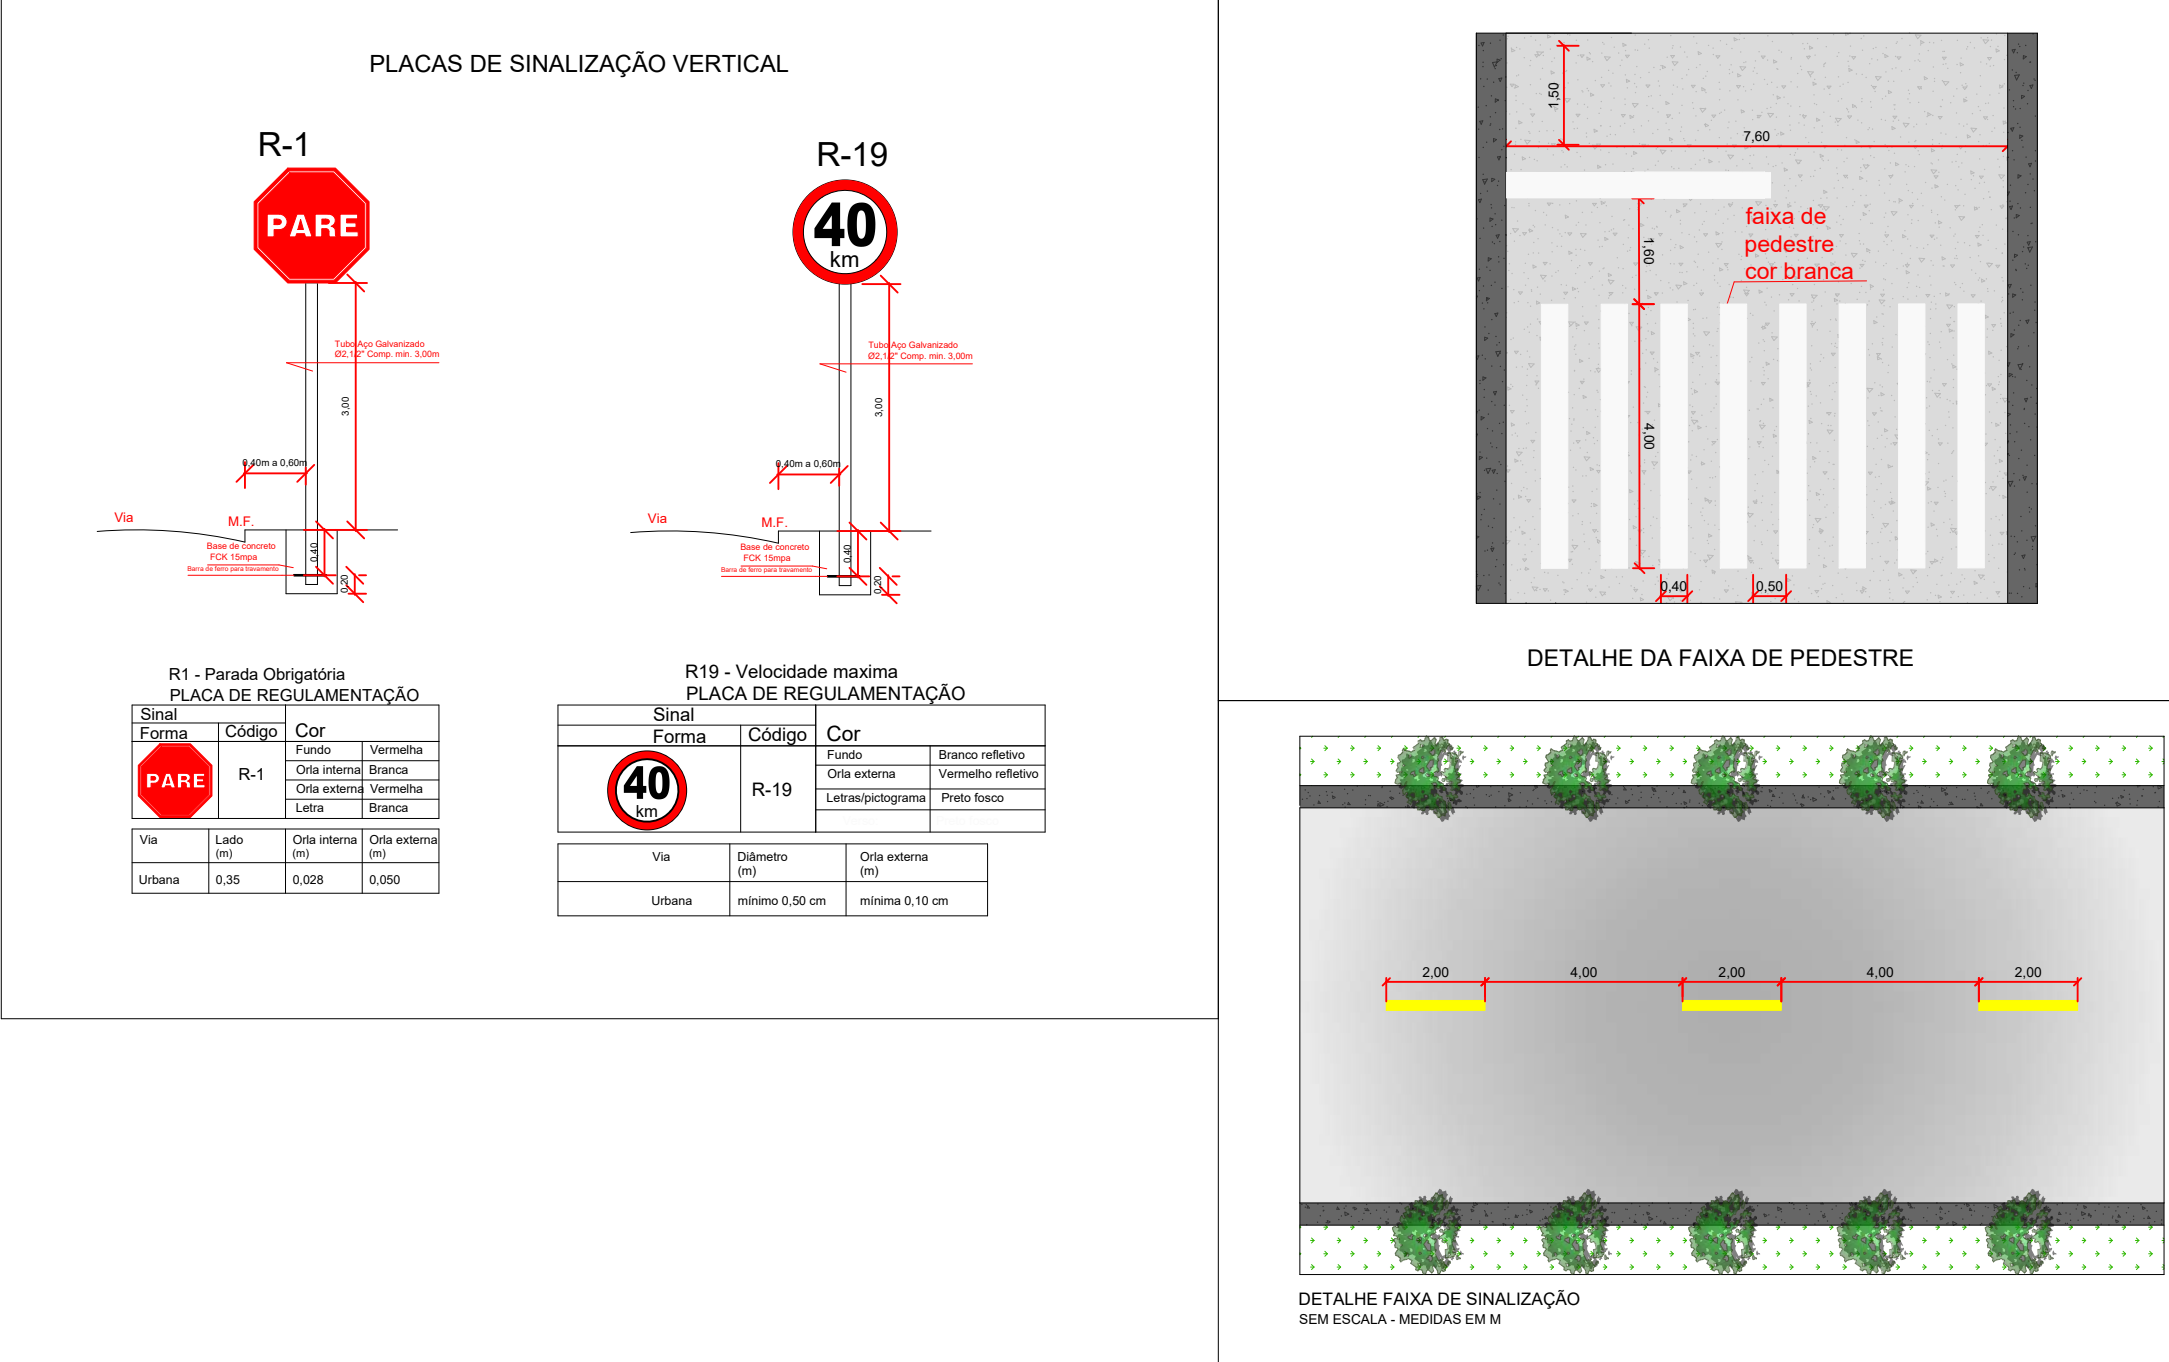 PLACAS DE SINALIZAÇÃO VERTICAL
R-1
PARE
Tubo Aço Galvanizado
Ø2,1/2" Comp. min. 3,00m
3,00
0,40m a 0,60m
Via
M.F.
Base de concreto
FCK 15mpa
Barra de ferro para travamento
0,40
0,20
R-19
40
km
Tubo Aço Galvanizado
Ø2,1/2" Comp. min. 3,00m
3,00
0,40m a 0,60m
Via
M.F.
Base de concreto
FCK 15mpa
Barra de ferro para travamento
0,40
0,20
R1 - Parada Obrigatória
PLACA DE REGULAMENTAÇÃO
Sinal
Forma Código Cor
PARE
R-1
Fundo Vermelha
Orla interna Branca
Orla externa Vermelha
Letra Branca
Via Lado (m) Orla interna (m) Orla externa (m)
Urbana 0,35 0,028 0,050
R19 - Velocidade maxima
PLACA DE REGULAMENTAÇÃO
Sinal
Forma Código Cor
40
km
R-19
Fundo Branco refletivo
Orla externa Vermelho refletivo
Letras/pictograma Preto fosco
Via Diâmetro (m) Orla externa (m)
Urbana mínimo 0,50 cm mínima 0,10 cm
1,50
7,60
1,60
faixa de
pedestre
cor branca
4,00
0,40
0,50
DETALHE DA FAIXA DE PEDESTRE
2,00 4,00 2,00 4,00 2,00
DETALHE FAIXA DE SINALIZAÇÃO
SEM ESCALA - MEDIDAS EM M